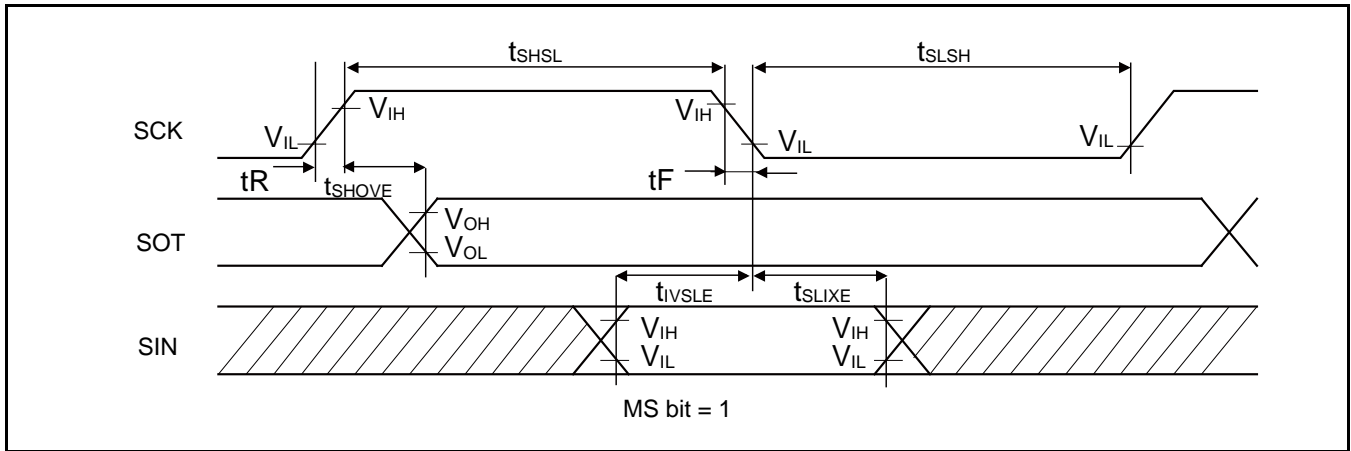 tSHSL tSLSH
VIH VIH
SCK VIL VIL VIL
tR tSHOVE tF
VOH
SOT VOL
tIVSLE tSLIXE
VIH VIH
SIN VIL VIL
MS bit = 1